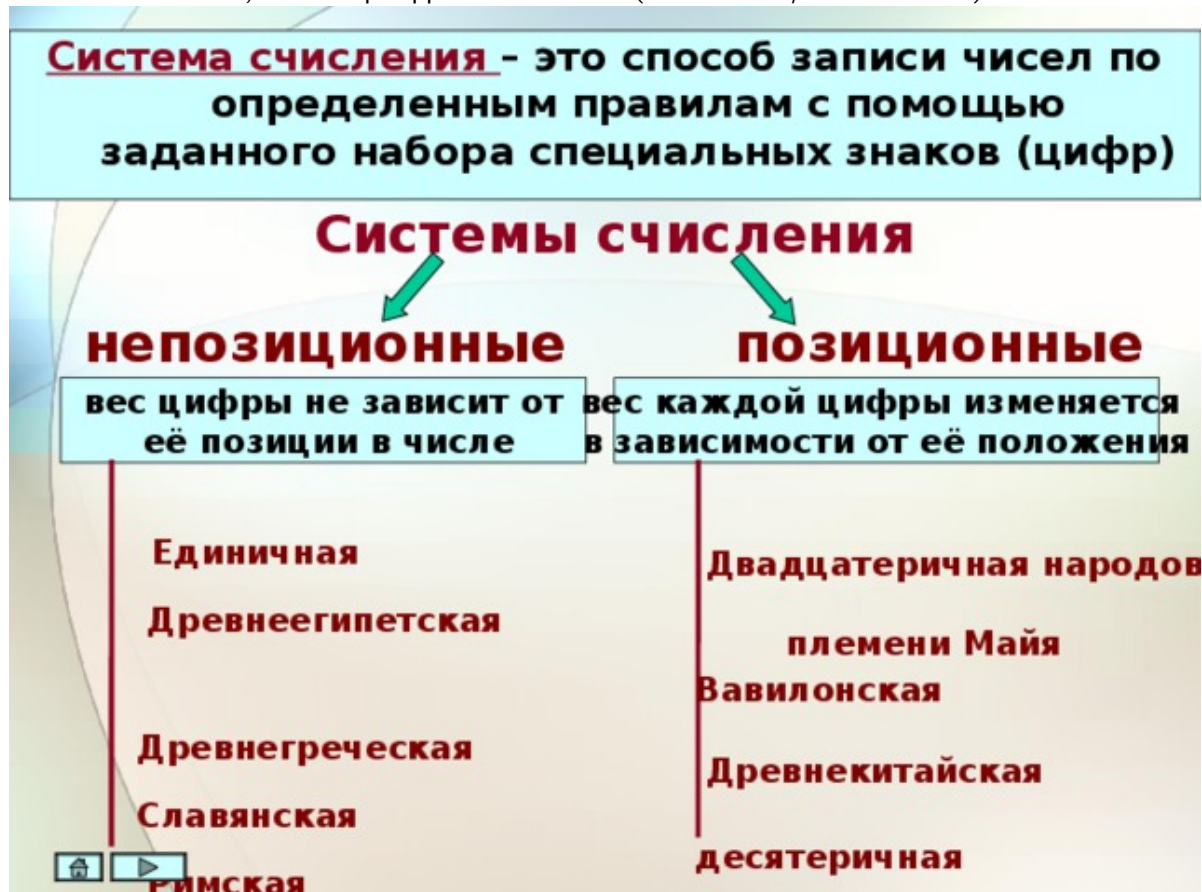 Система счисления – это способ записи чисел по
определенным правилам с помощью
заданного набора специальных знаков (цифр)
Системы счисления
непозиционные
вес цифры не зависит от
её позиции в числе
Единичная
Древнеегипетская
Древнегреческая
Славянская
Римская
позиционные
вес каждой цифры изменяется
в зависимости от её положения
Двадцатеричная народов
племени Майя
Вавилонская
Древнекитайская
десятеричная